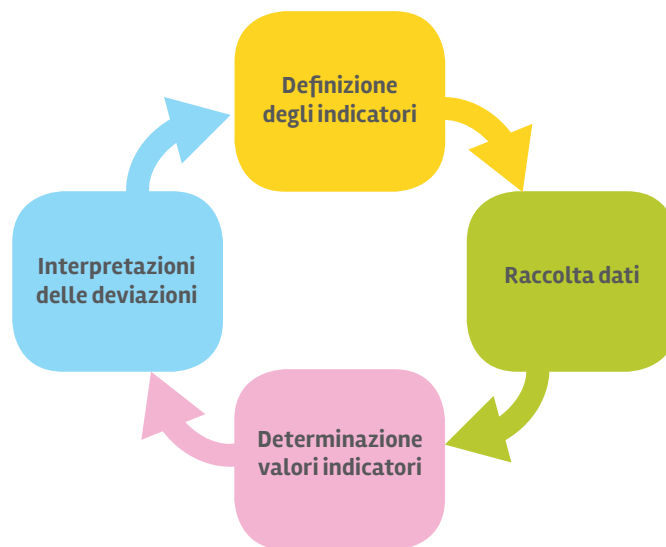 Definizione
degli indicatori
Raccolta dati
Determinazione
valori indicatori
Interpretazioni
delle deviazioni